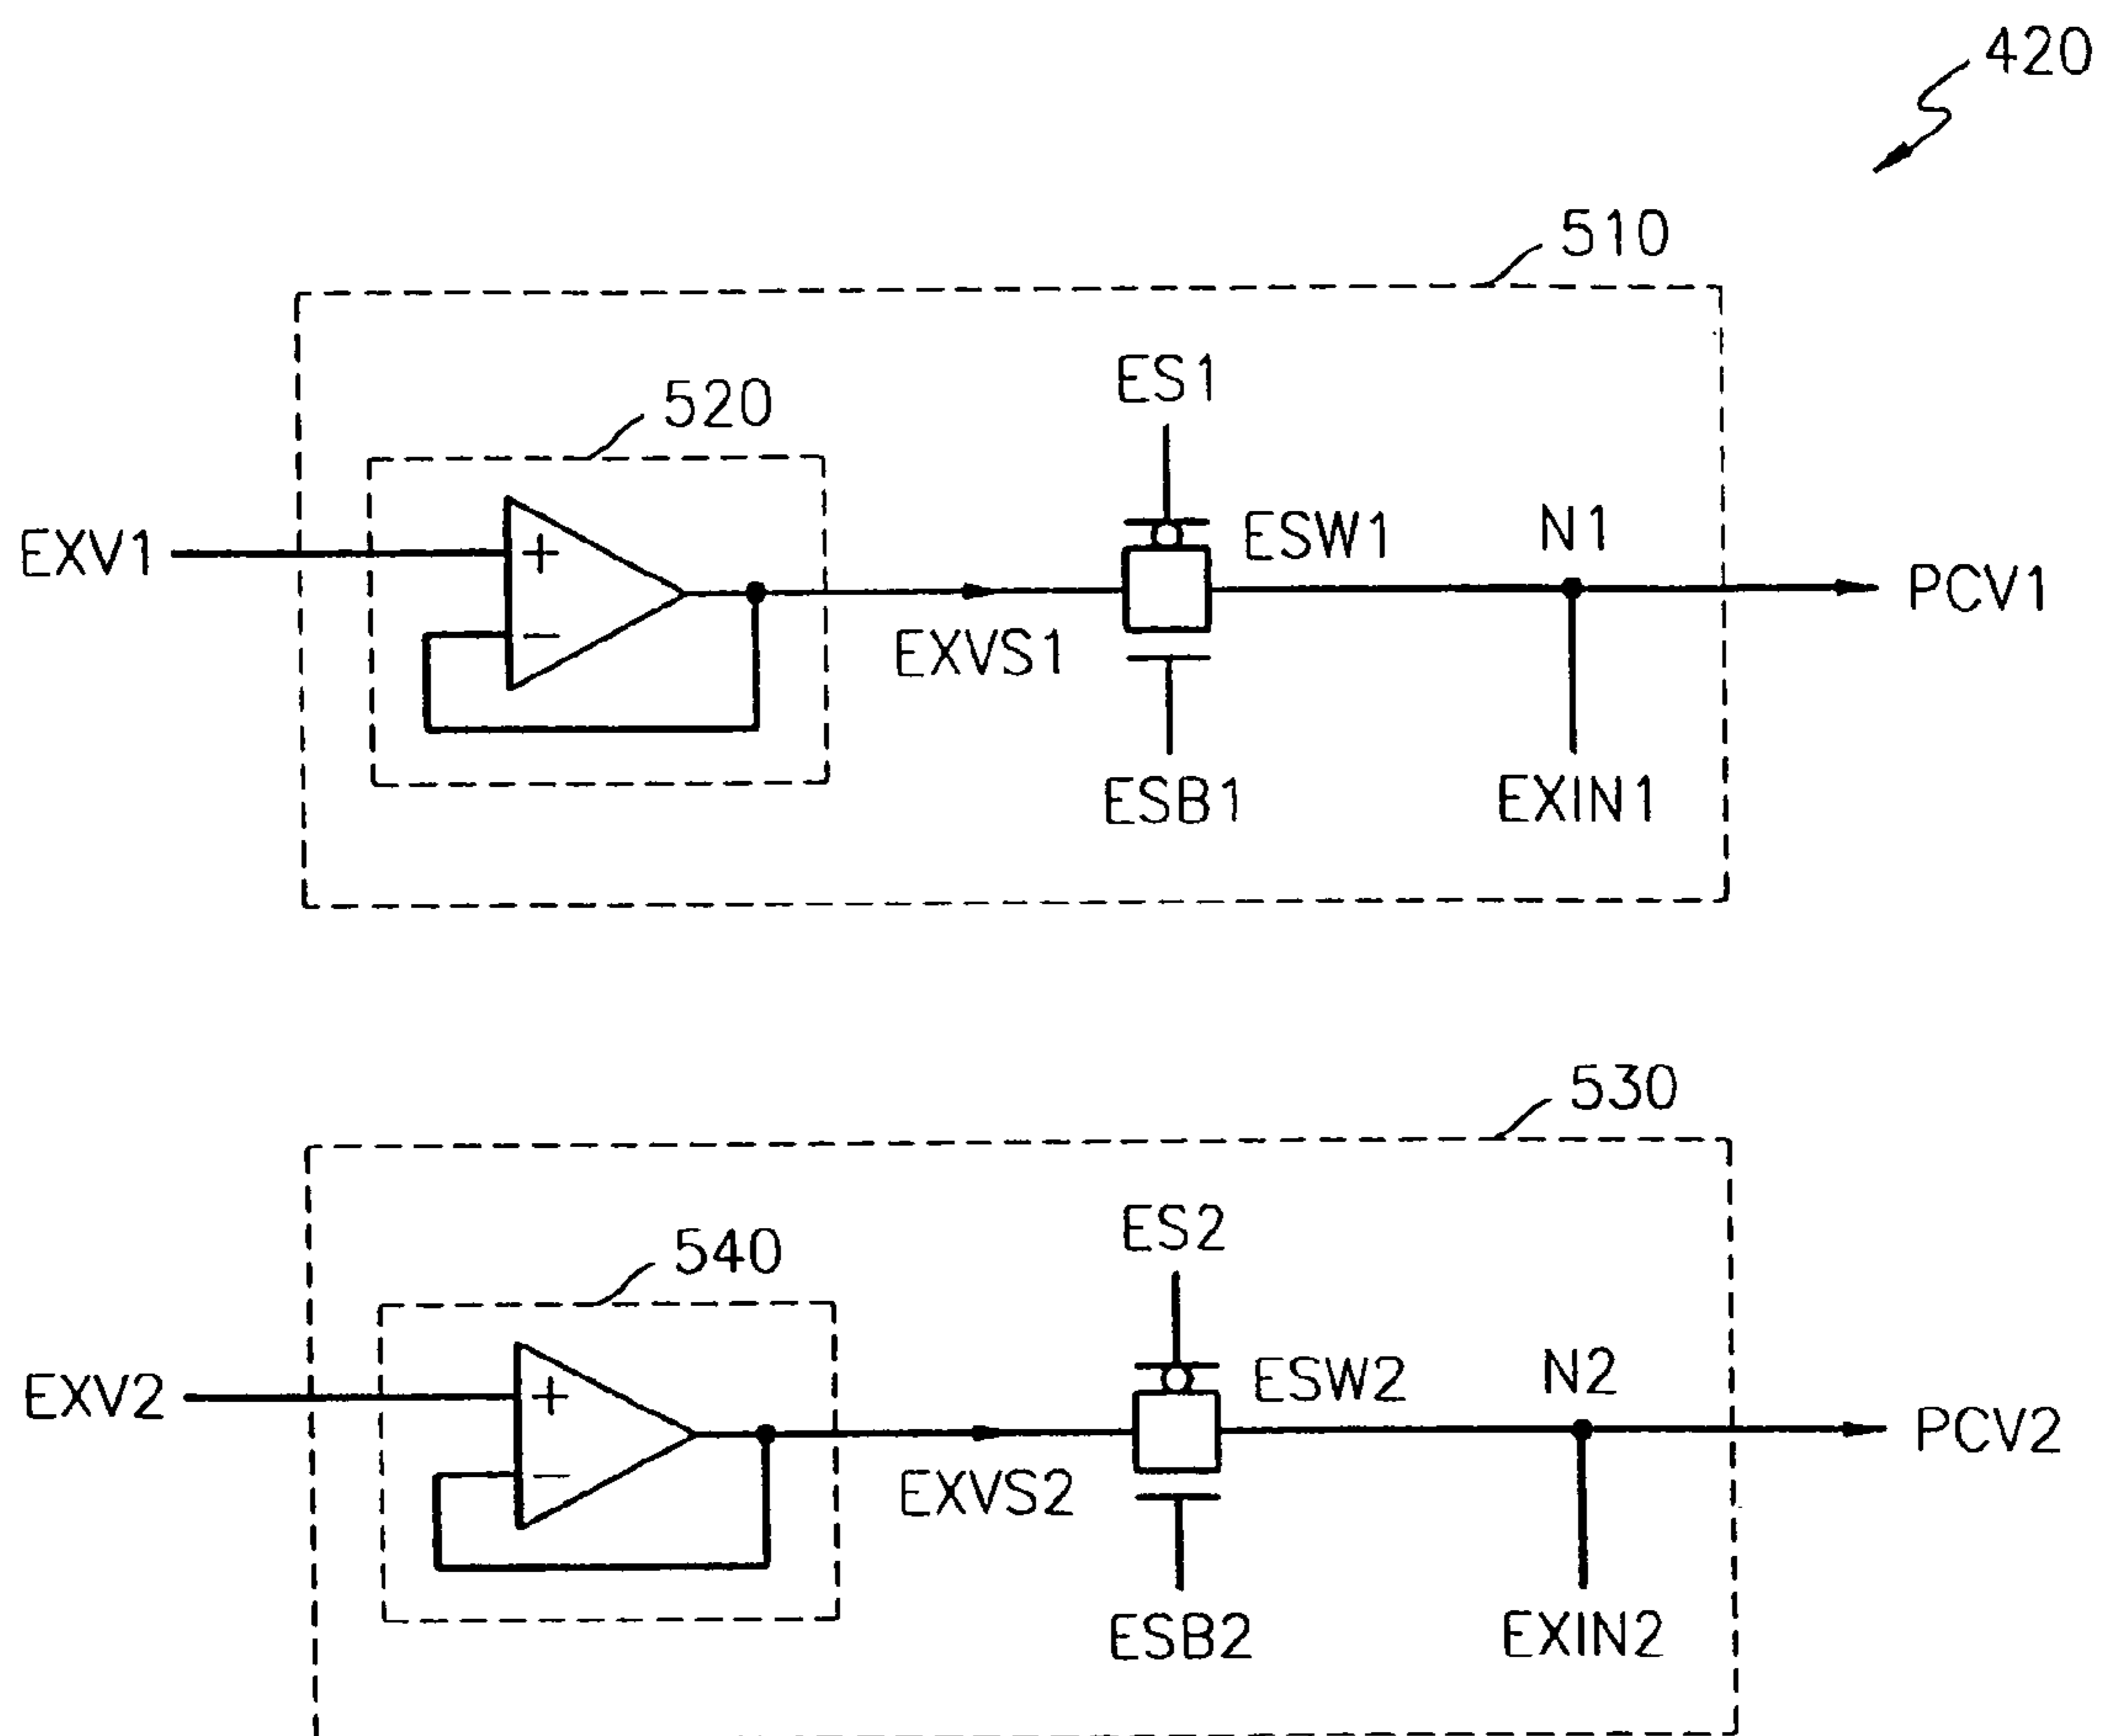 420
510
ES1
520
EXV1
+
ESW1
N1
PCV1
−
EXVS1
ESB1
EXIN1
530
ES2
540
EXV2
+
ESW2
N2
PCV2
−
EXVS2
ESB2
EXIN2